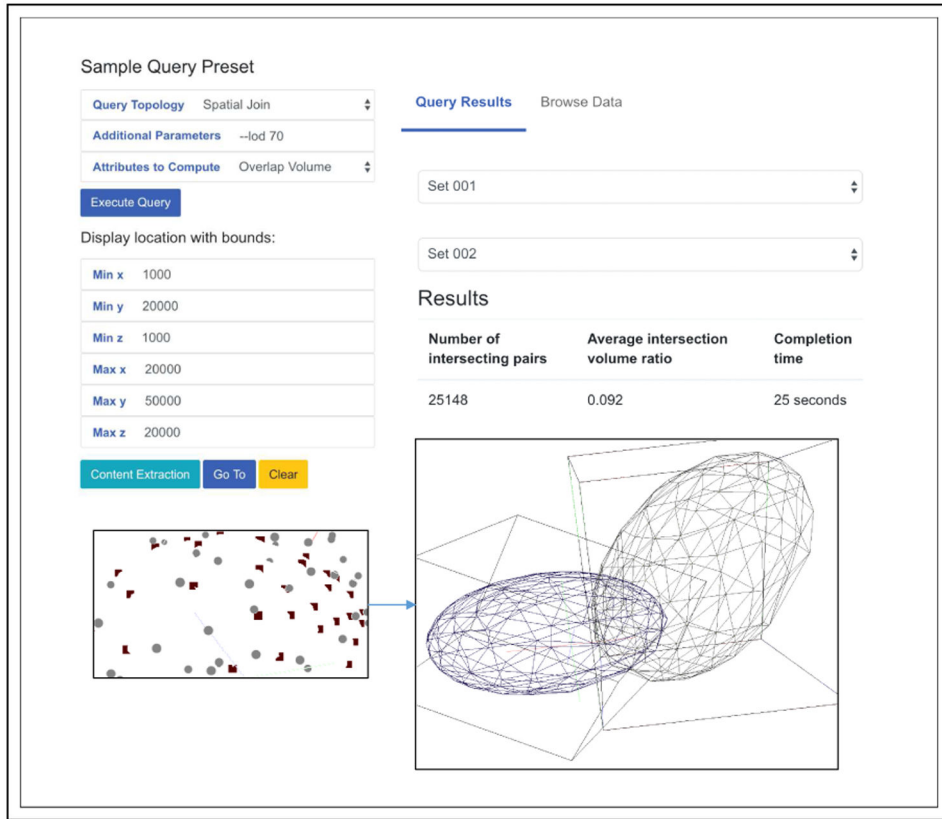 Sample Query Preset
Query Topology Spatial Join
Additional Parameters --lod 70
Attributes to Compute Overlap Volume
Execute Query
Display location with bounds:
Min x 1000
Min y 20000
Min z 1000
Max x 20000
Max y 50000
Max z 20000
Content Extraction Go To Clear
Query Results Browse Data
Set 001
Set 002
Results
Number of intersecting pairs
Average intersection volume ratio
Completion time
25148 0.092 25 seconds